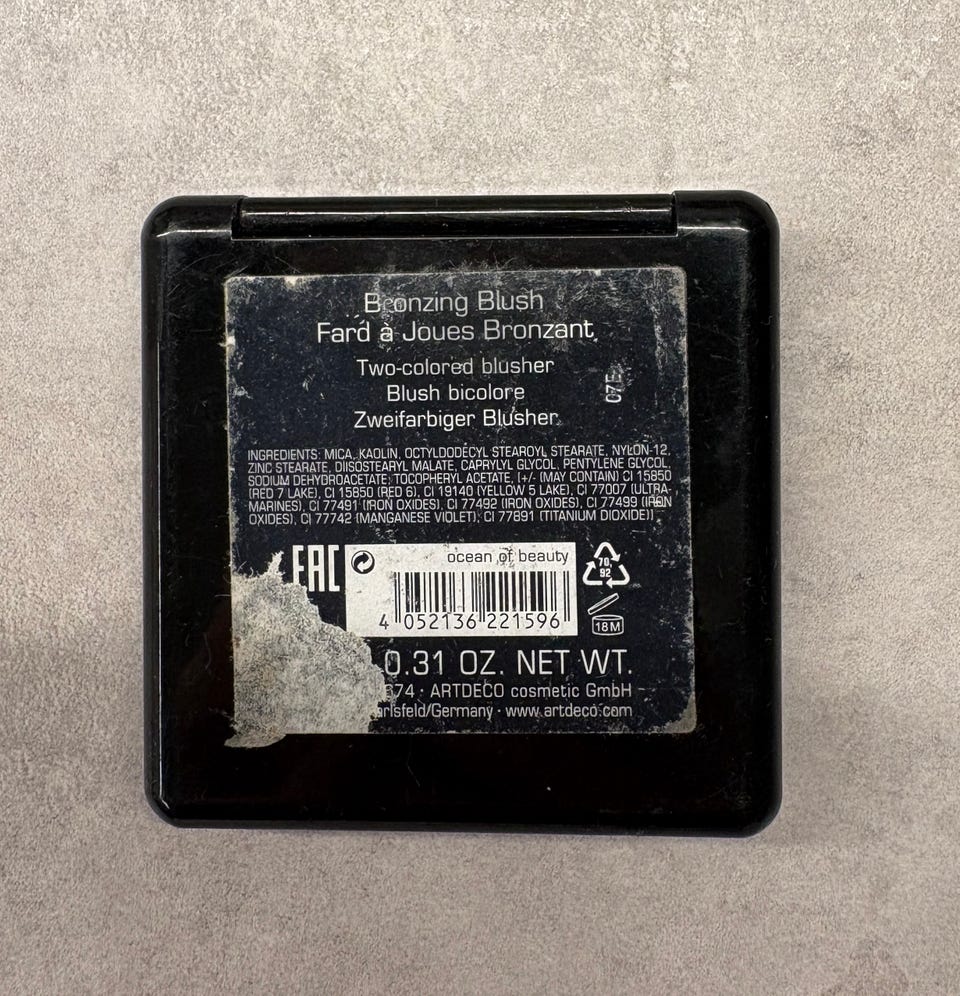 Bronzing Blush
Fard à Joues Bronzant
Two-colored blusher
Blush bicolore
Zweifarbiger Blusher
07E
INGREDIENTS: MICA, KAOLIN, OCTYLDODECYL STEAROYL STEARATE, NYLON-12,
ZINC STEARATE, DIISOSTEARYL MALATE, CAPRYLYL GLYCOL, PENTYLENE GLYCOL,
SODIUM DEHYDROACETATE, TOCOPHERYL ACETATE, [+/- (MAY CONTAIN) CI 15850
(RED 7 LAKE), CI 15850 (RED 6), CI 19140 (YELLOW 5 LAKE), CI 77007 (ULTRA-
MARINES), CI 77491 (IRON OXIDES), CI 77492 (IRON OXIDES), CI 77499 (IRON
OXIDES), CI 77742 (MANGANESE VIOLET), CI 77891 (TITANIUM DIOXIDE)]
EAC
ocean of beauty
4 052136 221596
70,
92
18M
0.31 OZ. NET WT.
674 · ARTDECO cosmetic GmbH
arlsfeld/Germany · www.artdeco.com